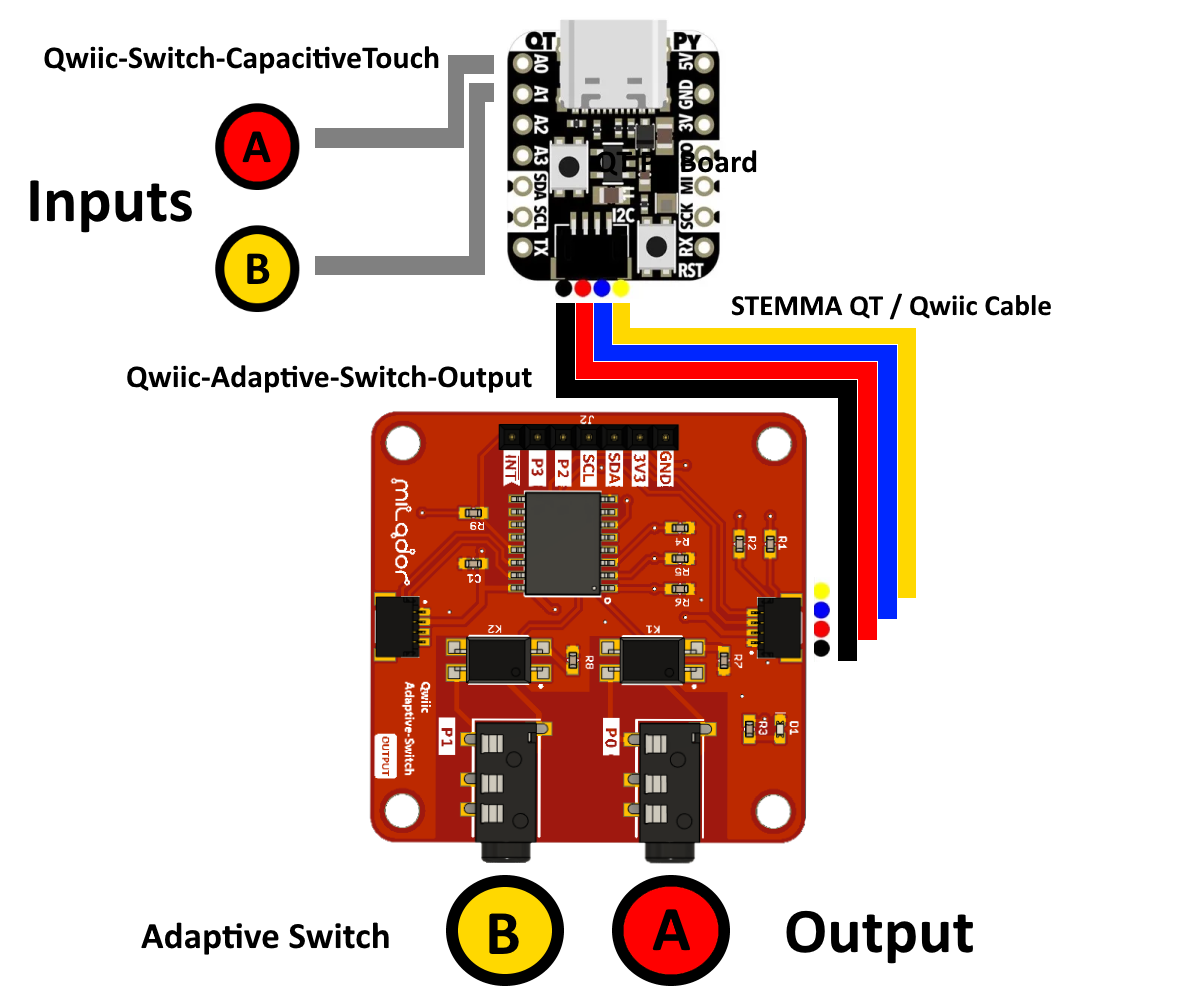 QT
Py
Qwiic-Switch-CapacitiveTouch
A0
5V
A1
GND
A2
3V
A
A3
Board
SDA
MI
Inputs
SCL
I2C
SCK
B
TX
RX
RST
STEMMA QT / Qwiic Cable
Qwiic-Adaptive-Switch-Output
J2
INT
P3
P2
SCL
SDA
3V3
GND
milador
R9
R4
R2
R1
C1
R5
R6
K2
K1
R8
R7
Qwiic
Adaptive-Switch
OUTPUT
P1
P0
R3
D1
Adaptive Switch
B
A
Output